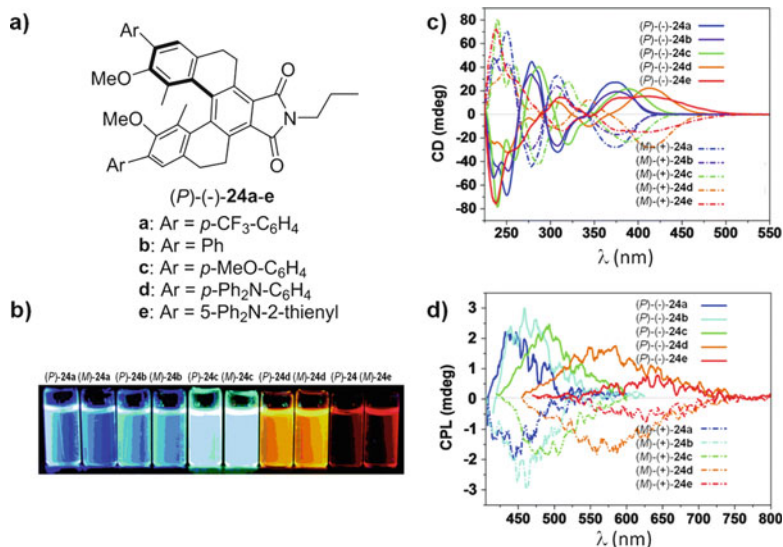 a)
Ar
MeO
MeO
Ar
O
N
O
(P)-(-)-24a-e
a: Ar = p-CF3-C6H4
b: Ar = Ph
c: Ar = p-MeO-C6H4
d: Ar = p-Ph2N-C6H4
e: Ar = 5-Ph2N-2-thienyl
b)
(P)-24a (M)-24a (P)-24b (M)-24b (P)-24c (M)-24c (P)-24d (M)-24d (P)-24 (M)-24e
c)
CD (mdeg)
80
60
40
20
0
-20
-40
-60
-80
(P)-(-)-24a
(P)-(-)-24b
(P)-(-)-24c
(P)-(-)-24d
(P)-(-)-24e
(M)-(+)-24a
(M)-(+)-24b
(M)-(+)-24c
(M)-(+)-24d
(M)-(+)-24e
250 300 350 400 450 500 550
λ (nm)
d)
CPL (mdeg)
3
2
1
0
1
-2
-3
(P)-(-)-24a
(P)-(-)-24b
(P)-(-)-24c
(P)-(-)-24d
(P)-(-)-24e
(M)-(+)-24a
(M)-(+)-24b
(M)-(+)-24c
(M)-(+)-24d
(M)-(+)-24e
450 500 550 600 650 700 750 800
λ (nm)